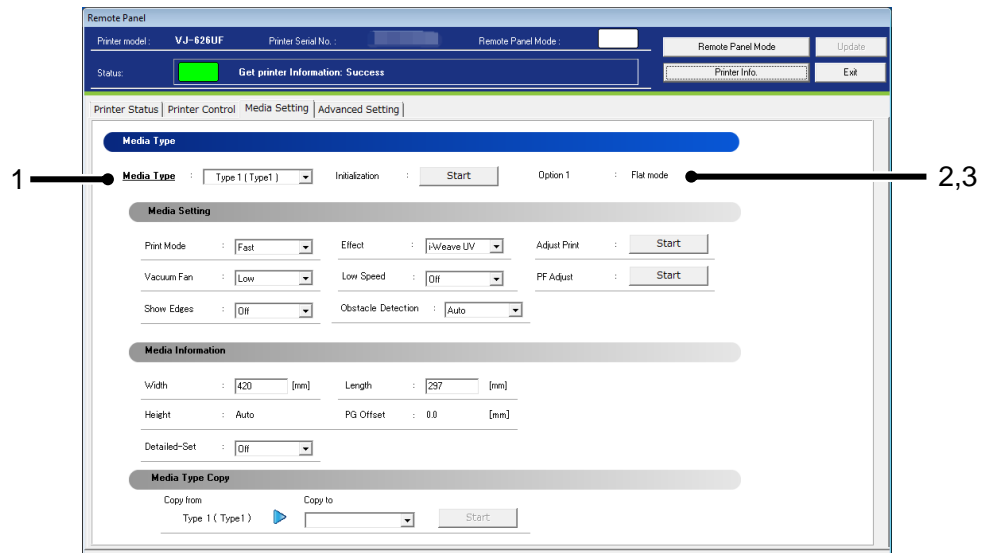 Remote Panel
Printer model : VJ-626UF Printer Serial No. : Remote Panel Mode : Remote Panel Mode Update
Status: Get printer Information: Success Printer Info. Exit
Printer Status Printer Control Media Setting Advanced Setting
Media Type
1 Media Type : Type 1 ( Type1 ) Initialization : Start Option 1 : Flat mode 2,3
Media Setting
Print Mode : Fast Effect : i-Weave UV Adjust Print : Start
Vacuum Fan : Low Low Speed : Off PF Adjust : Start
Show Edges : Off Obstacle Detection : Auto
Media Information
Width : 420 [mm] Length : 297 [mm]
Height : Auto PG Offset : 0.0 [mm]
Detailed-Set : Off
Media Type Copy
Copy from Copy to
Type 1 ( Type1 ) Start